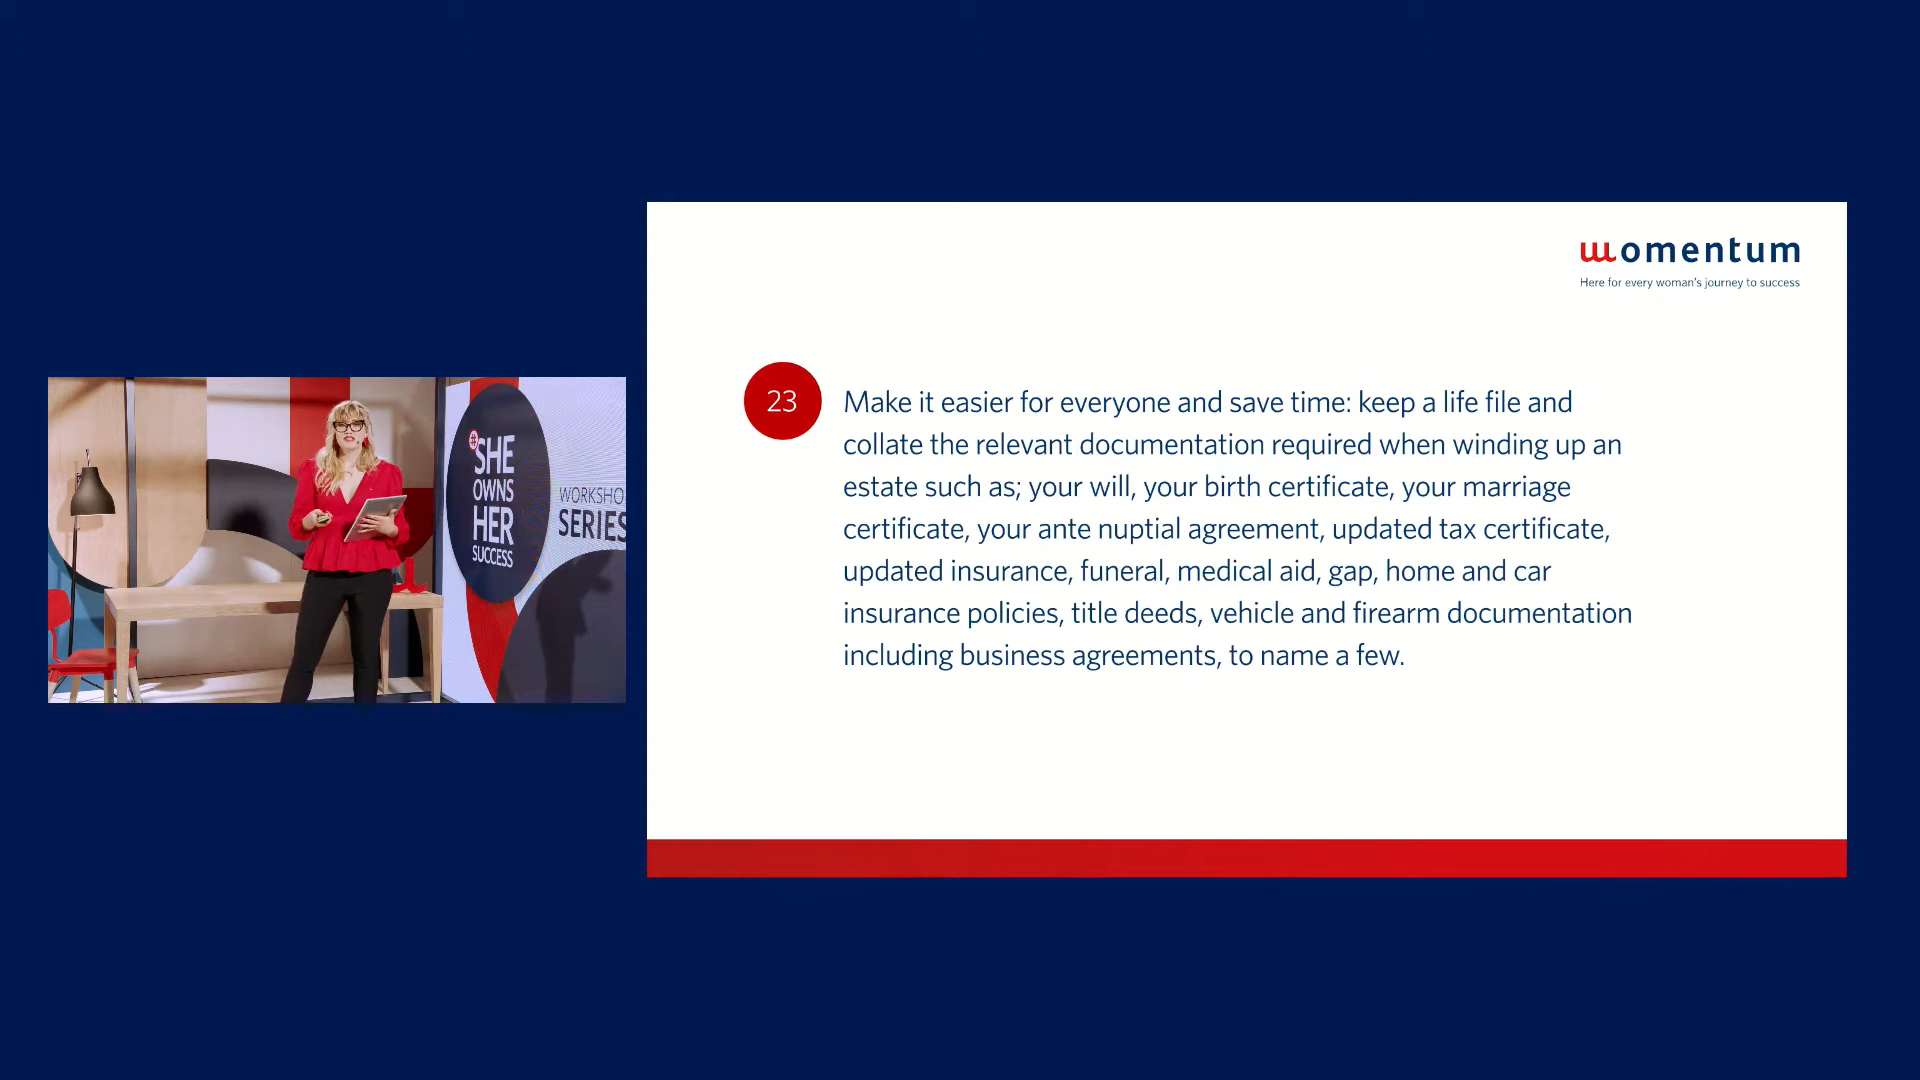 #SHE
OWNS
HER
SUCCESS
WORKSHO
SERIES
womentum
Here for every woman's journey to success
23
Make it easier for everyone and save time: keep a life file and
collate the relevant documentation required when winding up an
estate such as; your will, your birth certificate, your marriage
certificate, your ante nuptial agreement, updated tax certificate,
updated insurance, funeral, medical aid, gap, home and car
insurance policies, title deeds, vehicle and firearm documentation
including business agreements, to name a few.